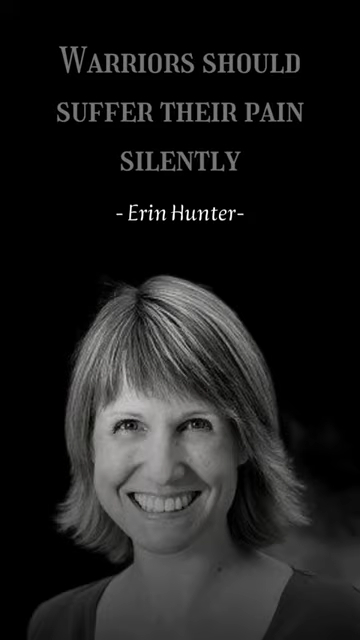 Warriors should
suffer their pain
silently
- Erin Hunter-